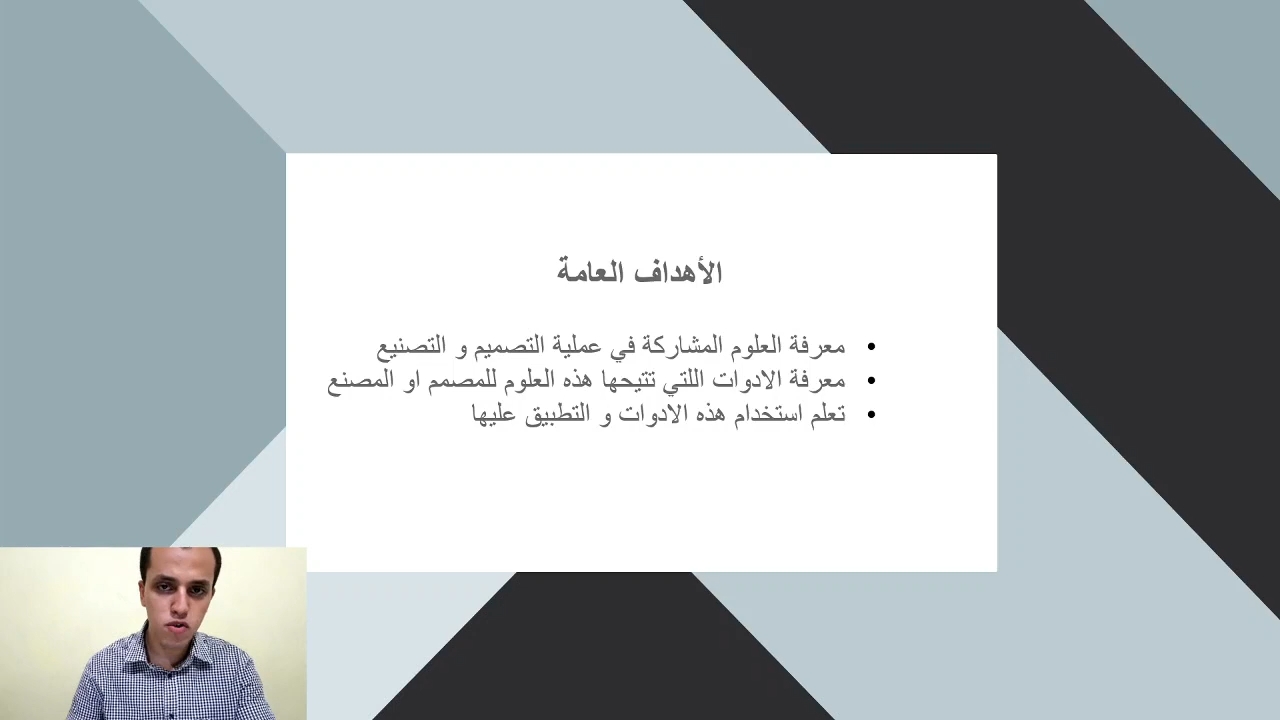 الأهداف العامة
معرفة العلوم المشاركة في عملية التصميم و التصنيع
معرفة الادوات اللتي تتيحها هذه العلوم للمصمم او المصنع
تعلم استخدام هذه الادوات و التطبيق عليها